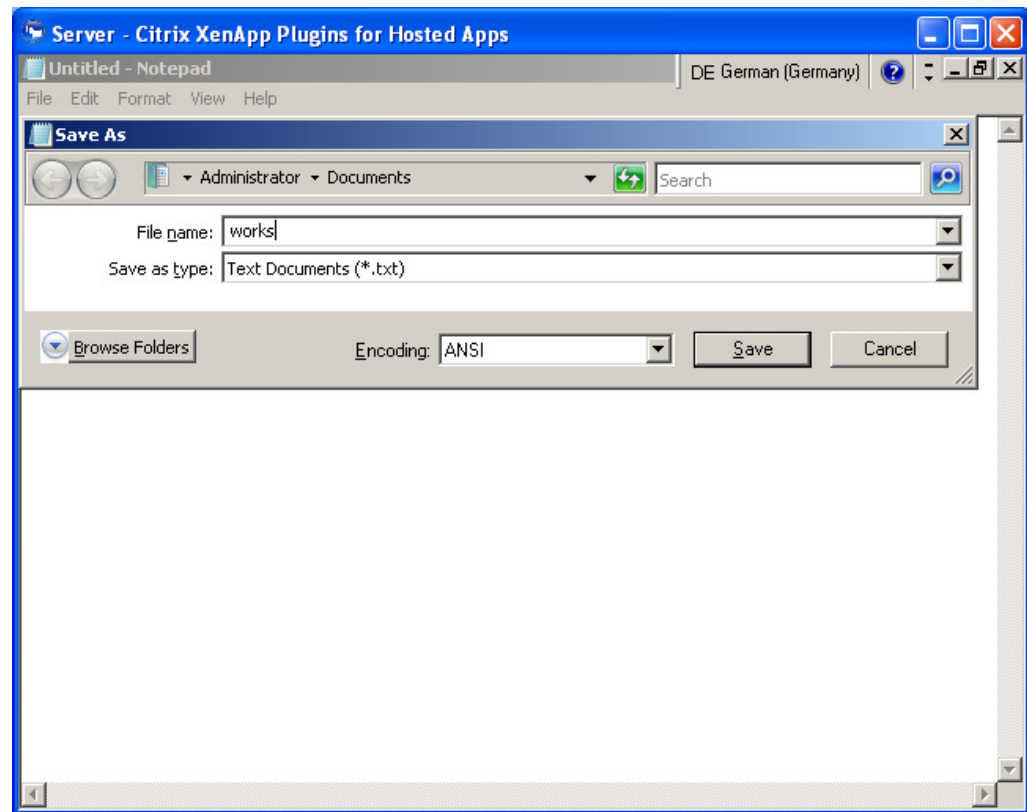 Server - Citrix XenApp Plugins for Hosted Apps
Untitled - Notepad DE German (Germany)
File Edit Format View Help
Save As
Administrator Documents Search
File name: works
Save as type: Text Documents (*.txt)
Browse Folders Encoding: ANSI Save Cancel